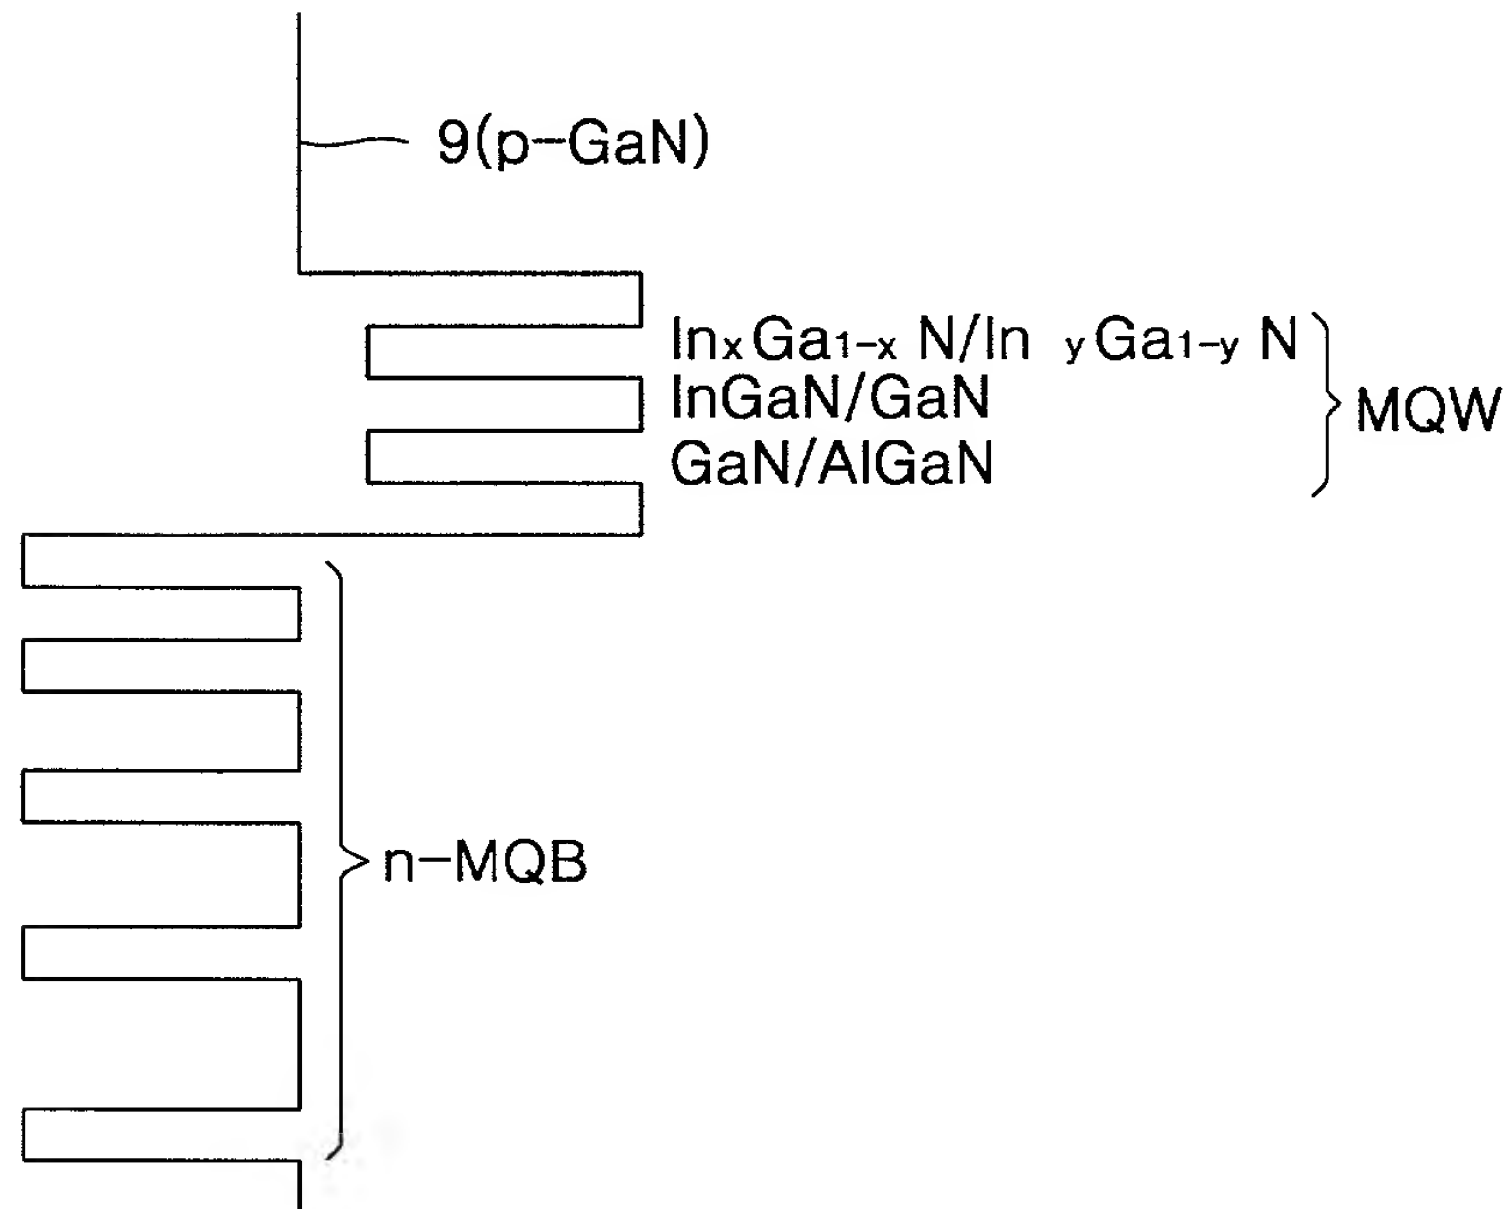 9(p-GaN)
InxGa1-x N/In yGa1-y N
InGaN/GaN
GaN/AlGaN
MQW
n-MQB